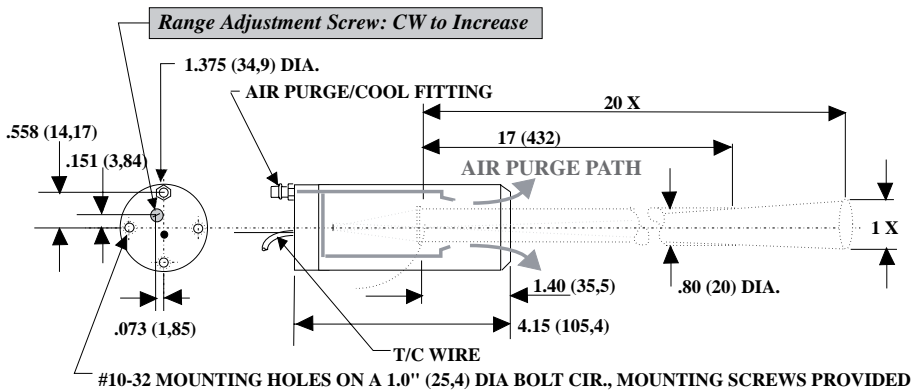 Range Adjustment Screw: CW to Increase
1.375 (34,9) DIA.
AIR PURGE/COOL FITTING
20 X
.558 (14,17)
17 (432)
.151 (3,84)
AIR PURGE PATH
1 X
1.40 (35,5)
.80 (20) DIA.
.073 (1,85)
4.15 (105,4)
T/C WIRE
#10-32 MOUNTING HOLES ON A 1.0" (25,4) DIA BOLT CIR., MOUNTING SCREWS PROVIDED